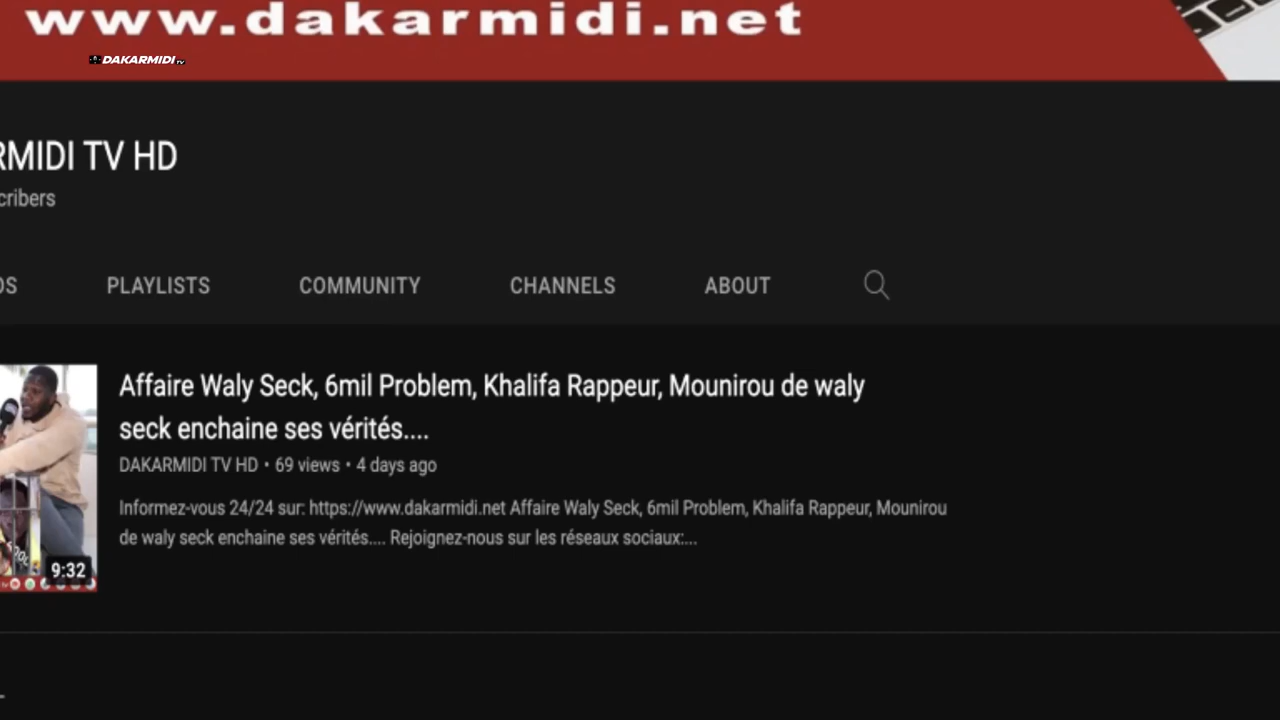 www.dakarmidi.net
DAKARMIDI TV
RMIDI TV HD
cribers
OS
PLAYLISTS
COMMUNITY
CHANNELS
ABOUT
Affaire Waly Seck, 6mil Problem, Khalifa Rappeur, Mounirou de waly
seck enchaine ses vérités....
DAKARMIDI TV HD • 69 views • 4 days ago
Informez-vous 24/24 sur: https://www.dakarmidi.net Affaire Waly Seck, 6mil Problem, Khalifa Rappeur, Mounirou
de waly seck enchaine ses vérités.... Rejoignez-nous sur les réseaux sociaux:...
9:32